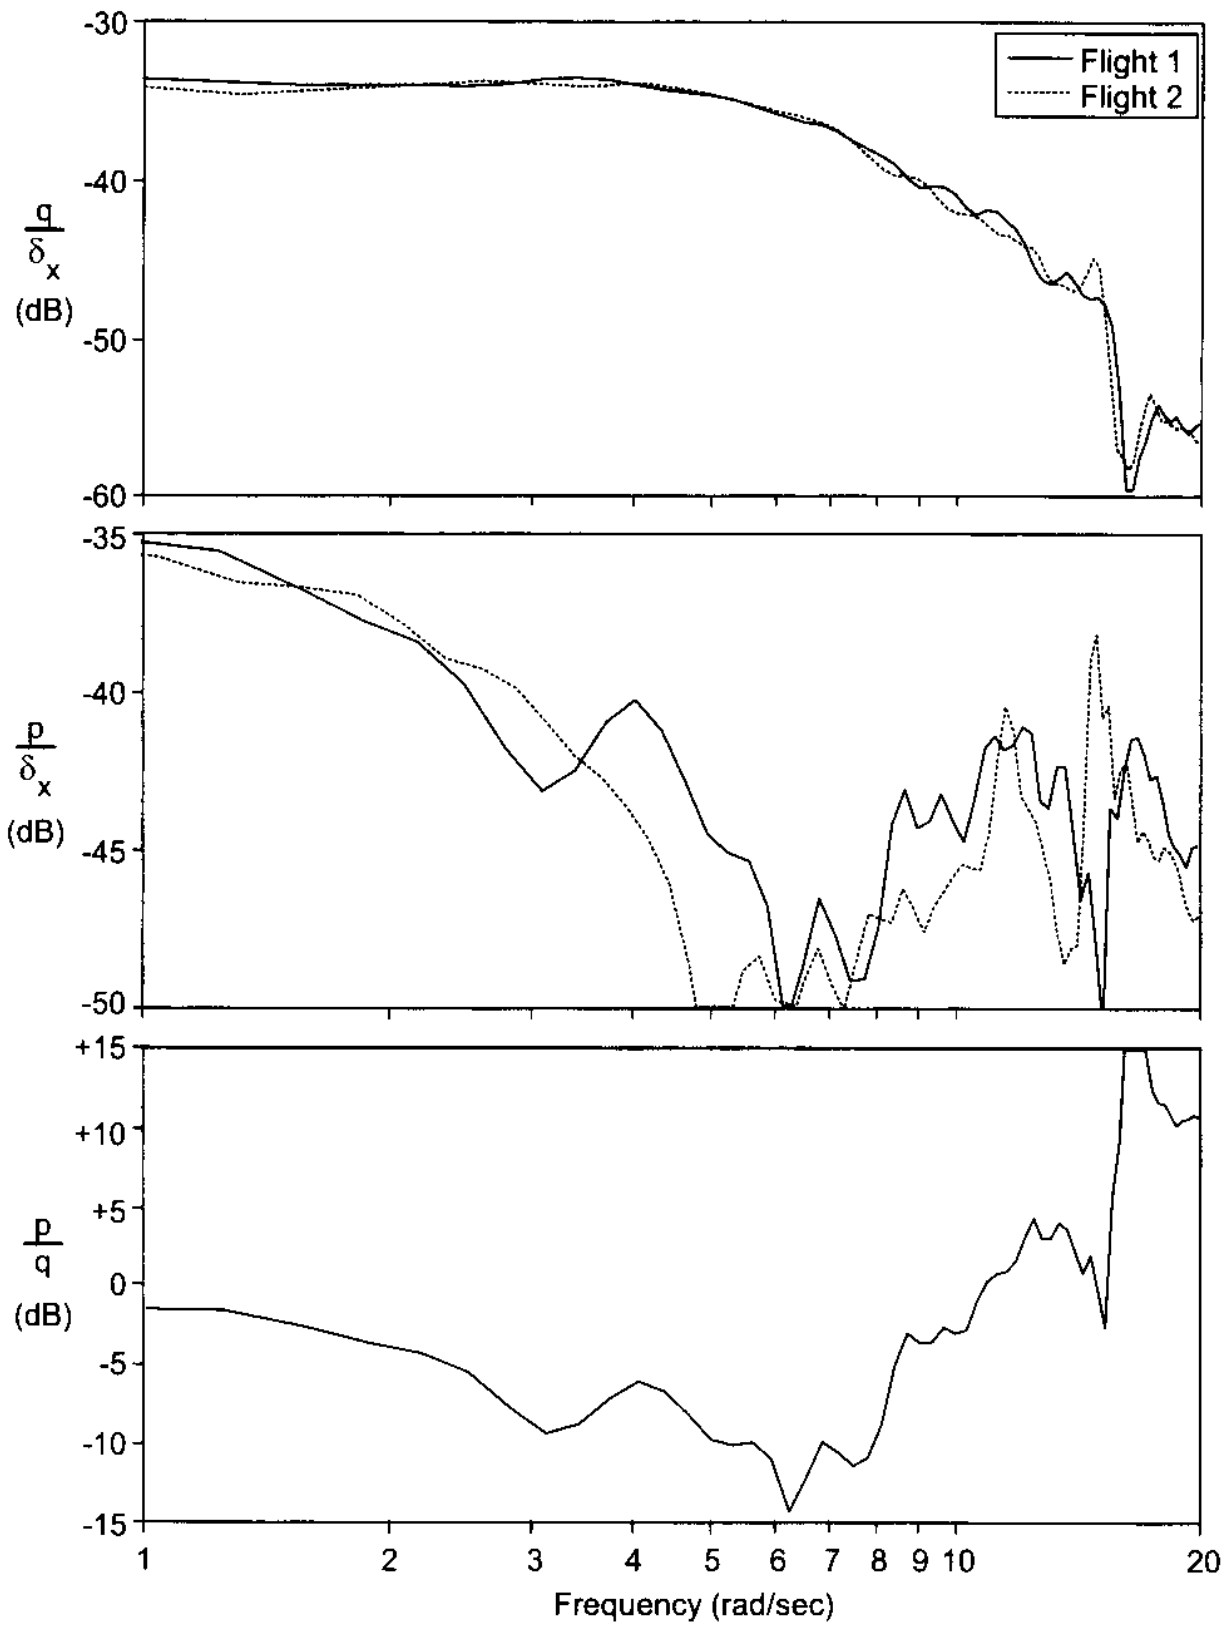 -30
Flight 1
Flight 2
-40
q
δx
(dB)
-50
-60
-35
-40
p
δx
(dB)
-45
-50
+15
+10
+5
p
q
0
(dB)
-5
-10
-15
1 2 3 4 5 6 7 8 9 10 20
Frequency (rad/sec)